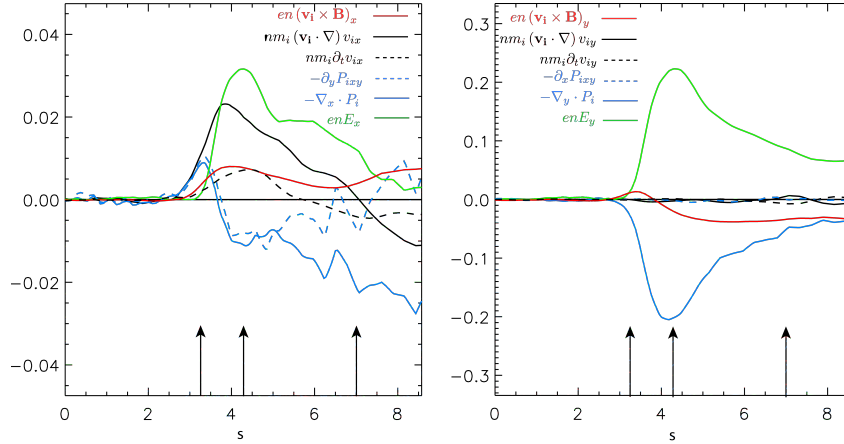 en (v_i × B)_x
nm_i (v_i · ∇) v_ix
nm_i ∂_t v_ix
−∂_y P_ixy
−∇_x · P_i
enE_x
0.04
0.02
0.00
−0.02
−0.04
0
2
4
6
8
s
en (v_i × B)_y
nm_i (v_i · ∇) v_iy
nm_i ∂_t v_iy
−∂_x P_ixy
−∇_y · P_i
enE_y
0.3
0.2
0.1
0.0
−0.1
−0.2
−0.3
0
2
4
6
8
s